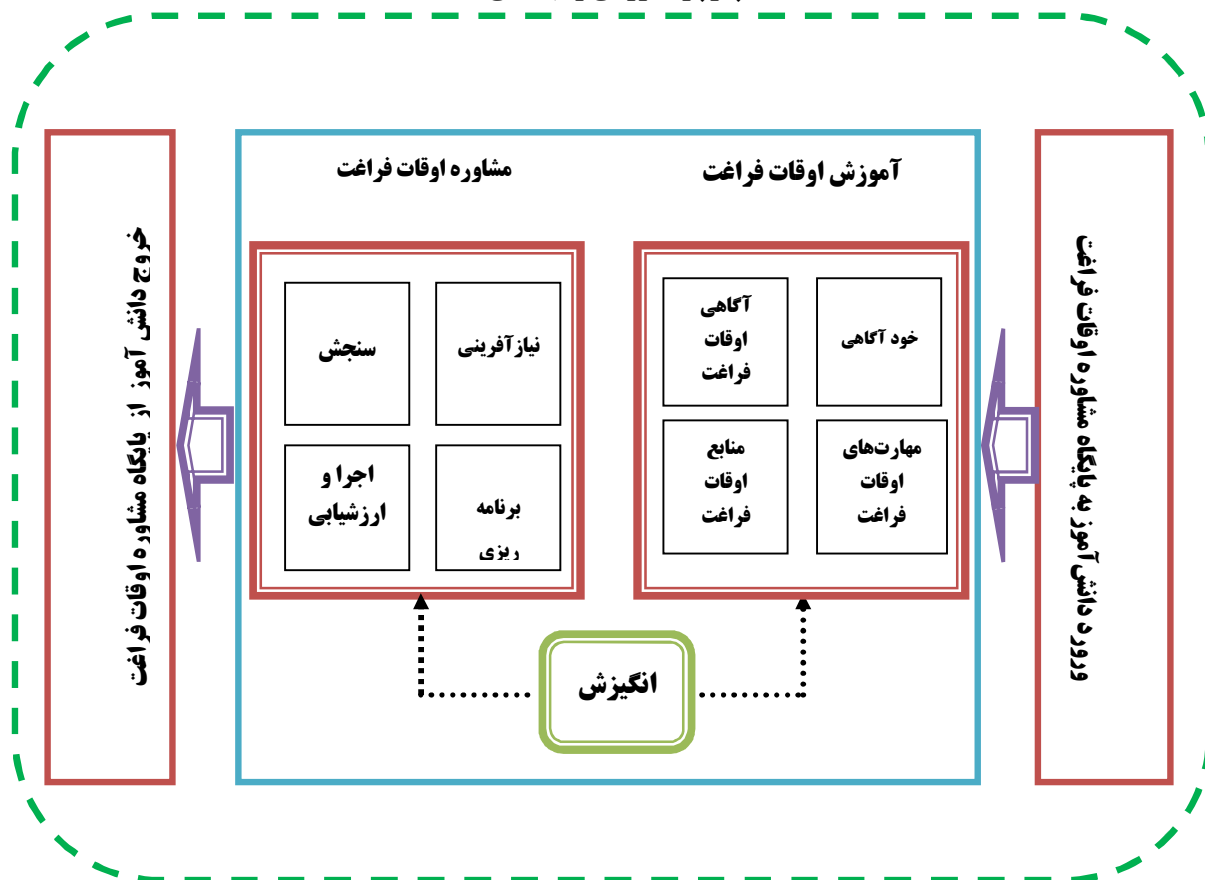 ورورد دانش آموز به پایگاه مشاوره اوقات فراغت
آموزش اوقات فراغت
خود آگاهی
آگاهی
اوقات
فراغت
مهارت‌های
اوقات
فراغت
منابع
اوقات
فراغت
مشاوره اوقات فراغت
نیازآفرینی
سنجش
برنامه
ریزی
اجرا و
ارزشیابی
انگیزش
خروج دانش آموز از پایگاه مشاوره اوقات فراغت